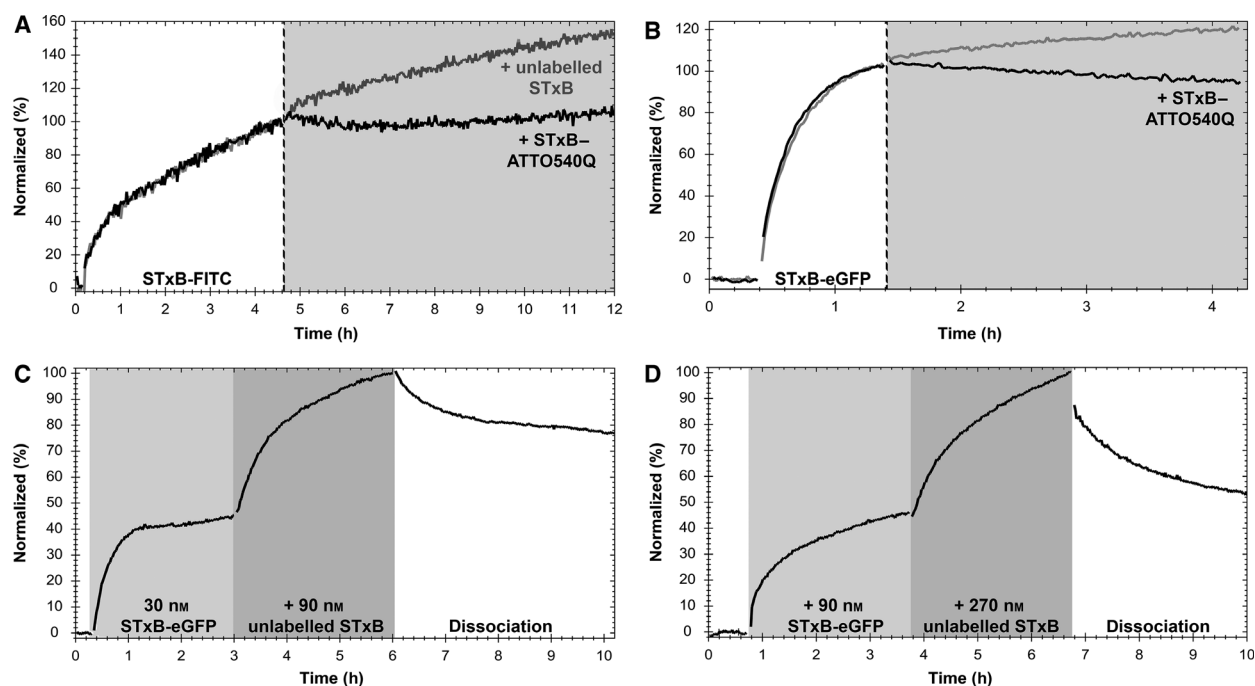 A
160
140
120
100
80
60
40
20
0
Normalized (%)
+ unlabelled
STxB
+ STxB–
ATTO540Q
STxB-FITC
0 1 2 3 4 5 6 7 8 9 10 11 12
Time (h)
B
120
100
80
60
40
20
0
Normalized (%)
+ STxB–
ATTO540Q
STxB-eGFP
0 1 2 3 4
Time (h)
C
100
90
80
70
60
50
40
30
20
10
0
Normalized (%)
30 nM
STxB-eGFP
+ 90 nM
unlabelled STxB
Dissociation
0 1 2 3 4 5 6 7 8 9 10
Time (h)
D
100
90
80
70
60
50
40
30
20
10
0
Normalized (%)
+ 90 nM
STxB-eGFP
+ 270 nM
unlabelled STxB
Dissociation
0 1 2 3 4 5 6 7 8 9 10
Time (h)